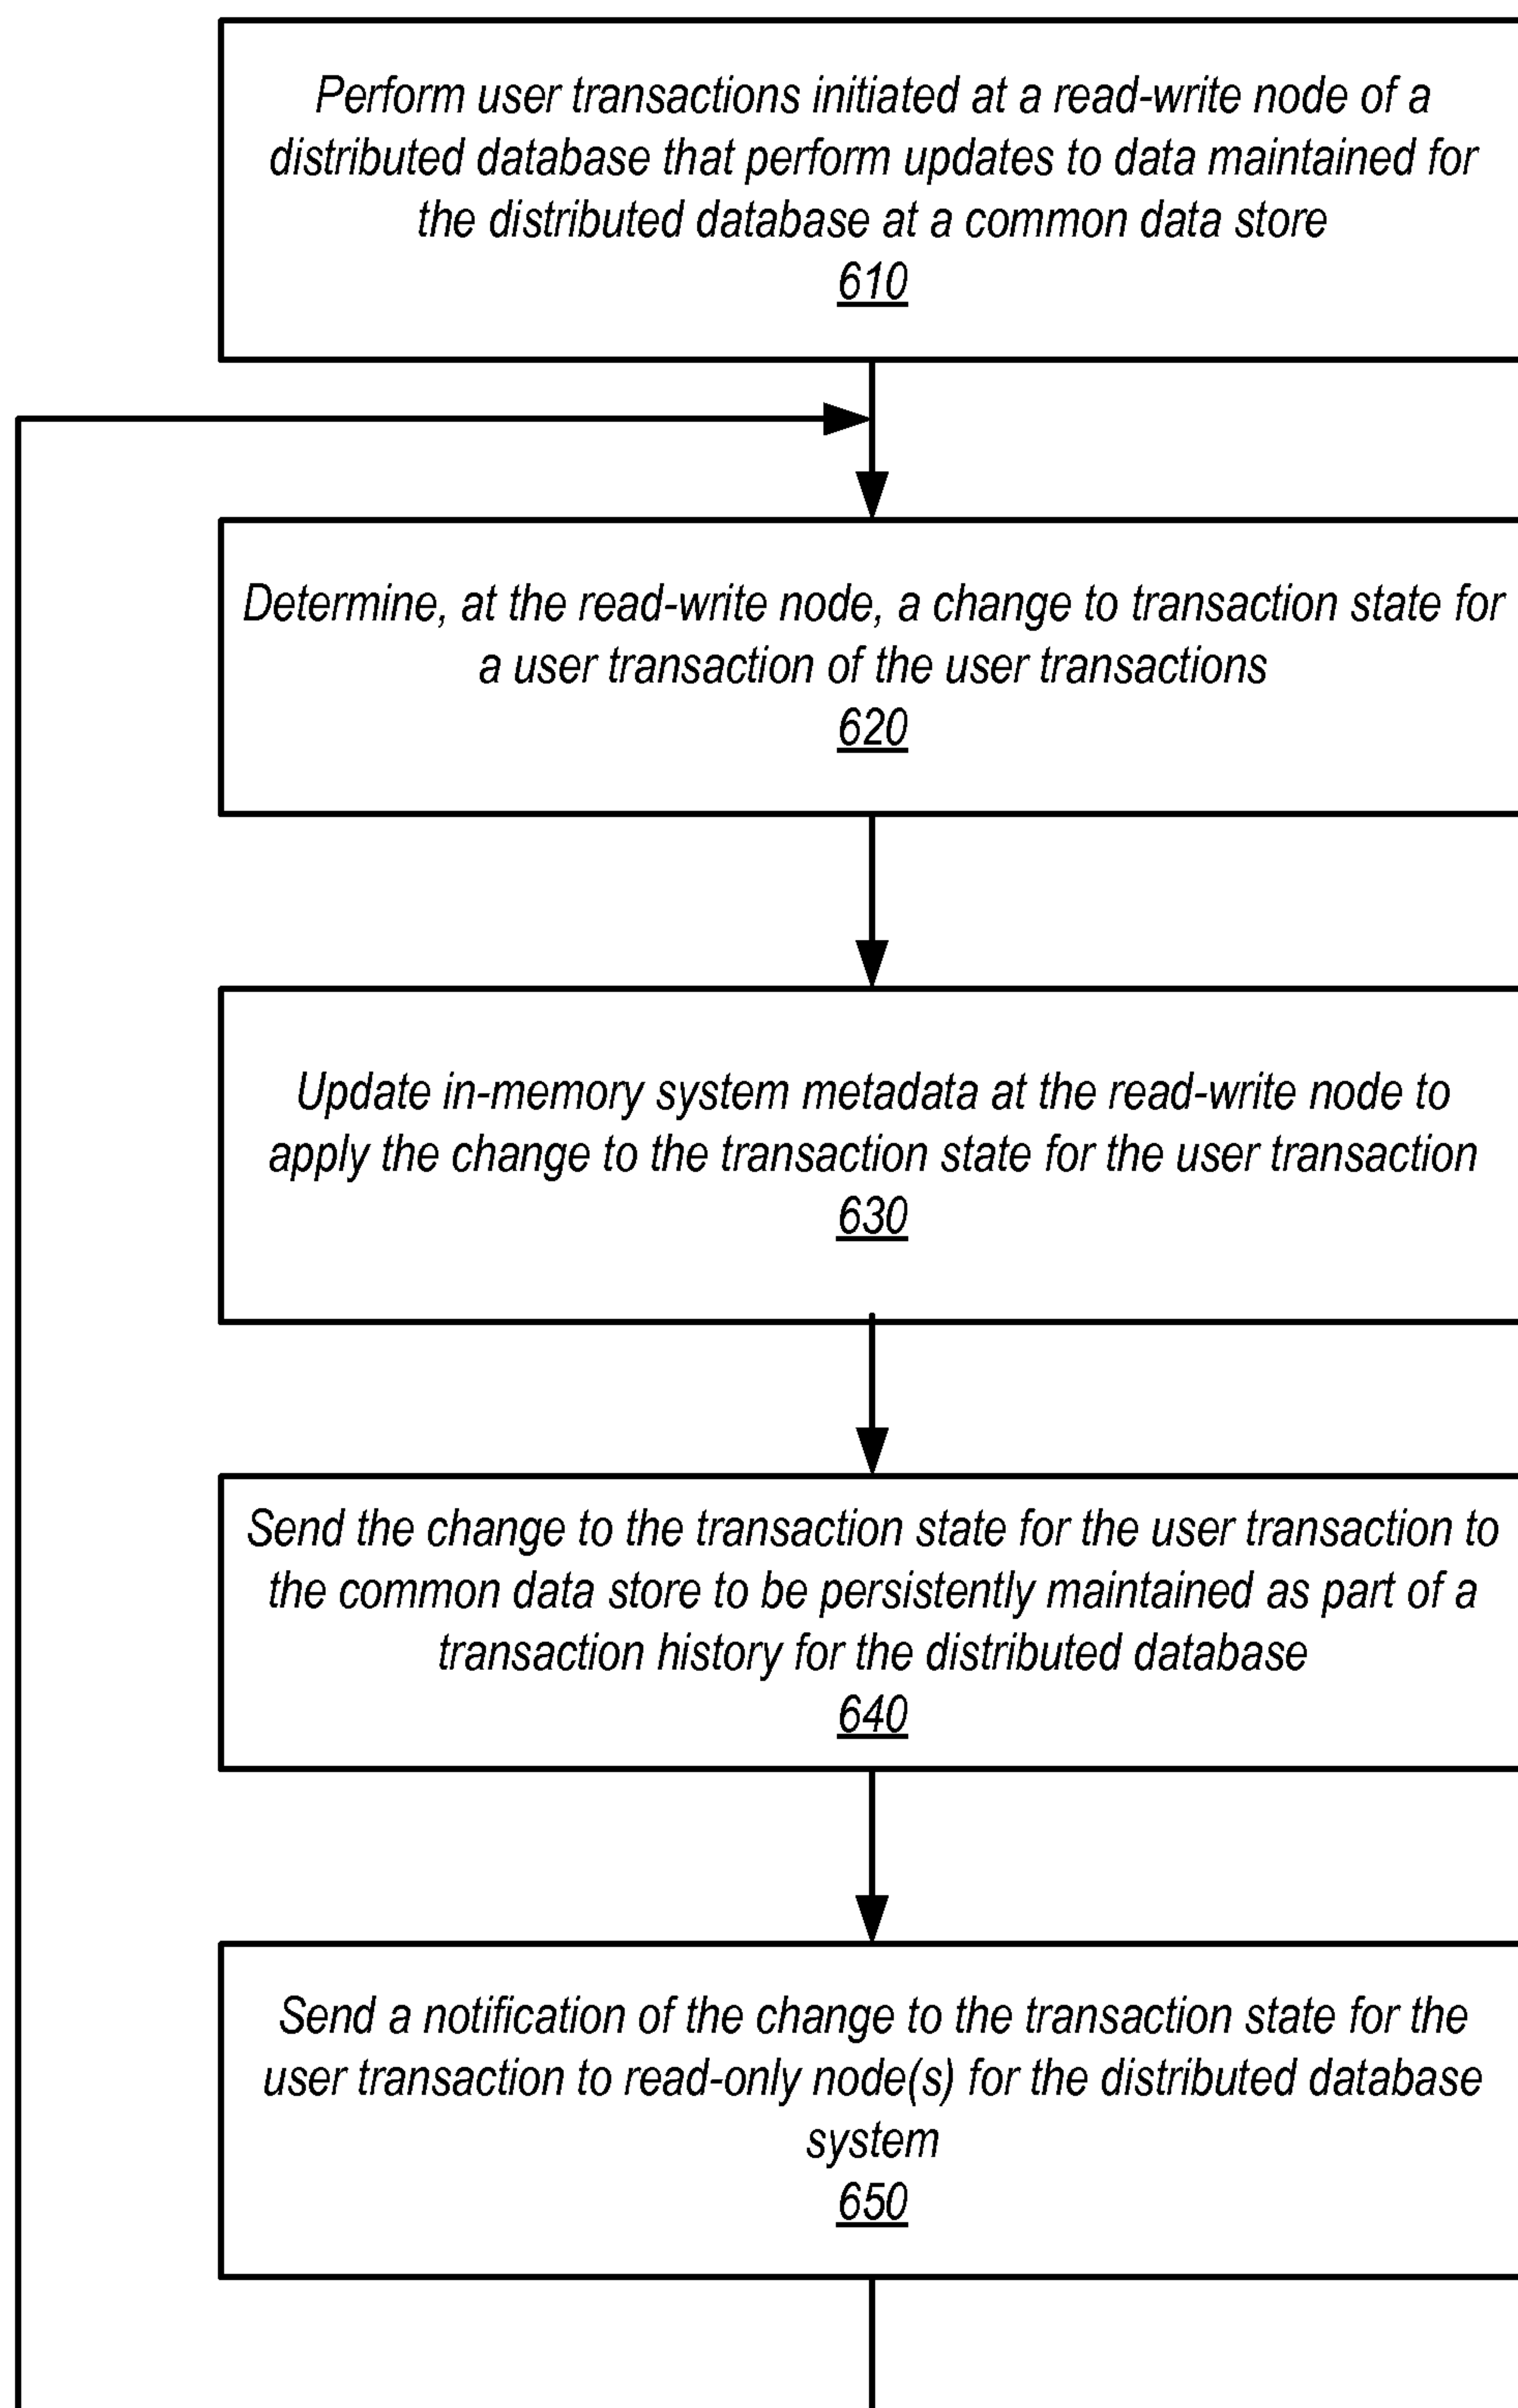 Perform user transactions initiated at a read-write node of a
distributed database that perform updates to data maintained for
the distributed database at a common data store
610
Determine, at the read-write node, a change to transaction state for
a user transaction of the user transactions
620
Update in-memory system metadata at the read-write node to
apply the change to the transaction state for the user transaction
630
Send the change to the transaction state for the user transaction to
the common data store to be persistently maintained as part of a
transaction history for the distributed database
640
Send a notification of the change to the transaction state for the
user transaction to read-only node(s) for the distributed database
system
650